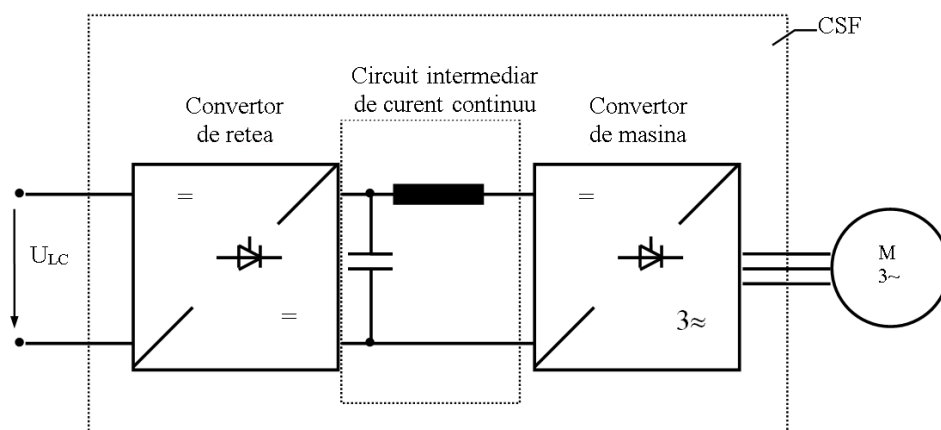 CSF
Circuit intermediar
de curent continuu
Convertor
de retea
Convertor
de masina
=
=
ULC
=
3≈
M
3~